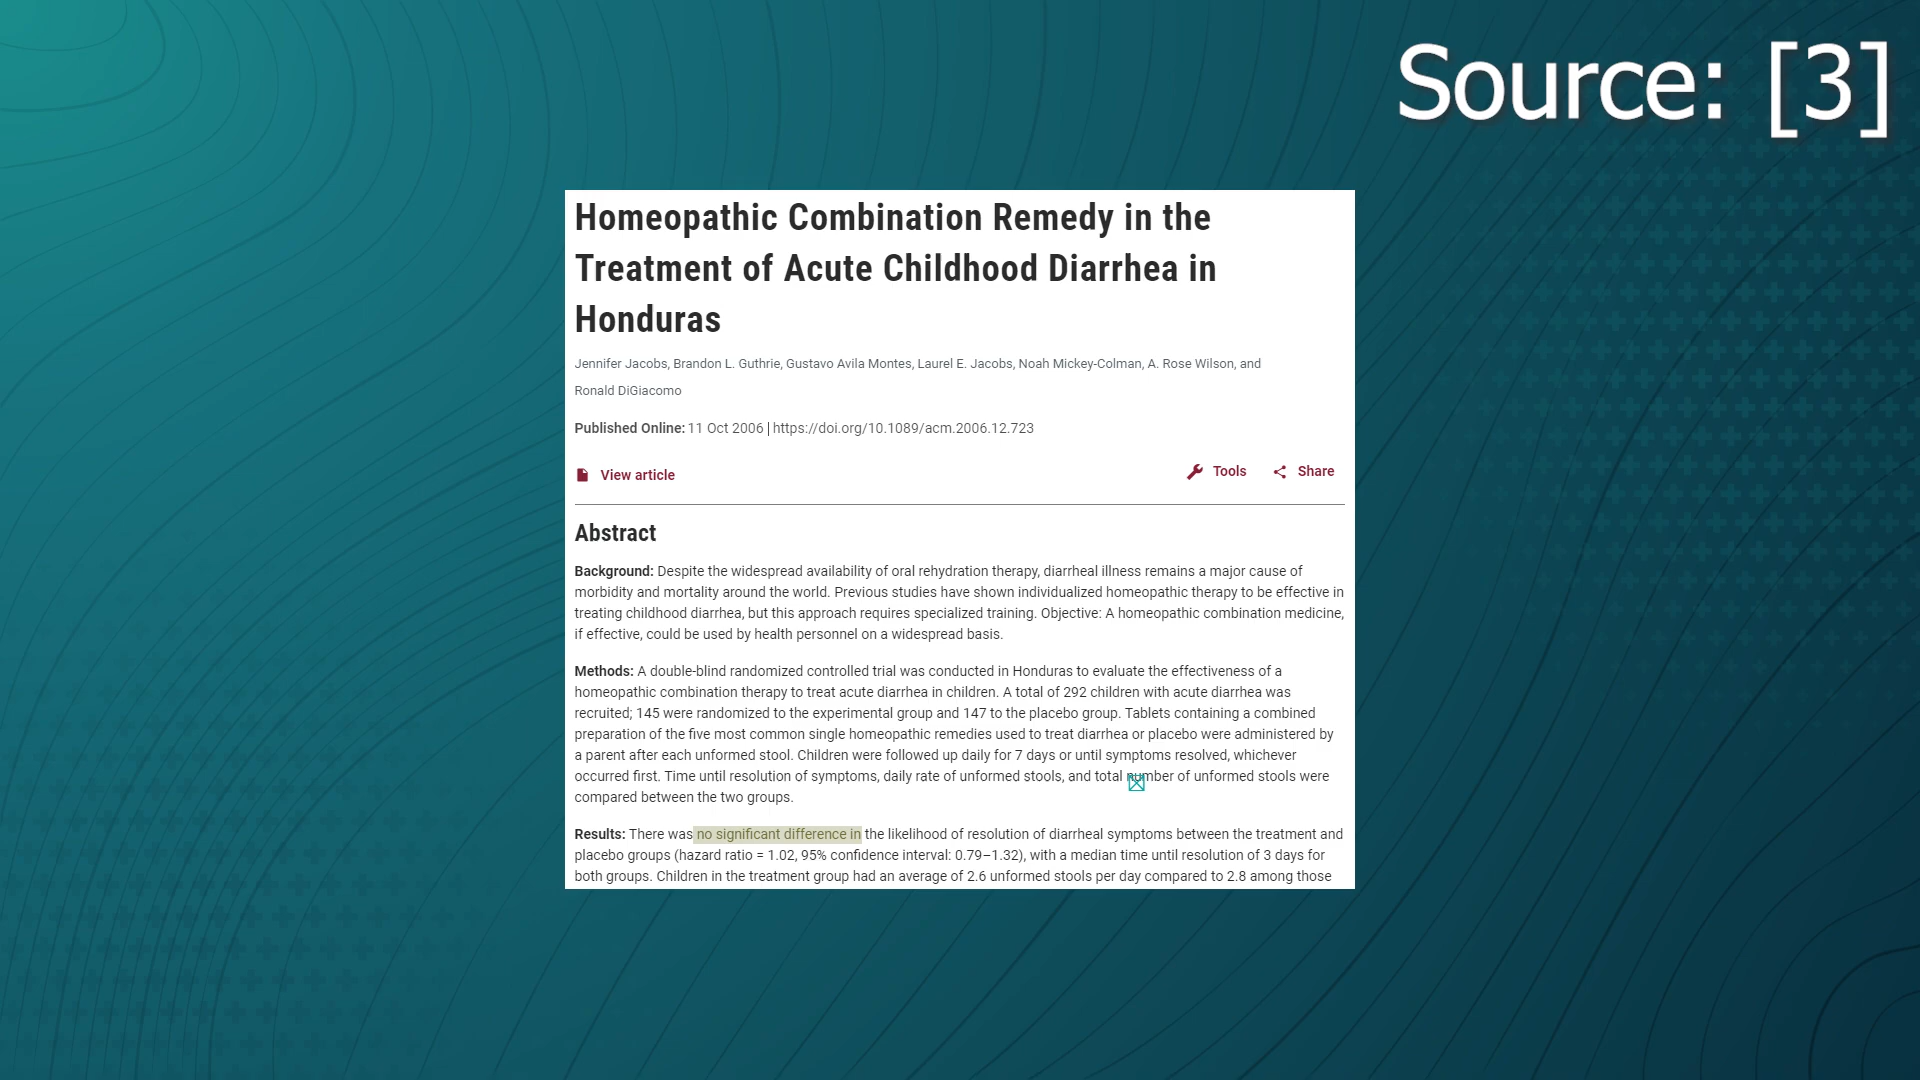 Source: [3]
Homeopathic Combination Remedy in the
Treatment of Acute Childhood Diarrhea in
Honduras
Jennifer Jacobs, Brandon L. Guthrie, Gustavo Avila Montes, Laurel E. Jacobs, Noah Mickey-Colman, A. Rose Wilson, and
Ronald DiGiacomo
Published Online: 11 Oct 2006 | https://doi.org/10.1089/acm.2006.12.723
View article
Tools
Share
Abstract
Background: Despite the widespread availability of oral rehydration therapy, diarrheal illness remains a major cause of
morbidity and mortality around the world. Previous studies have shown individualized homeopathic therapy to be effective in
treating childhood diarrhea, but this approach requires specialized training. Objective: A homeopathic combination medicine,
if effective, could be used by health personnel on a widespread basis.
Methods: A double-blind randomized controlled trial was conducted in Honduras to evaluate the effectiveness of a
homeopathic combination therapy to treat acute diarrhea in children. A total of 292 children with acute diarrhea was
recruited; 145 were randomized to the experimental group and 147 to the placebo group. Tablets containing a combined
preparation of the five most common single homeopathic remedies used to treat diarrhea or placebo were administered by
a parent after each unformed stool. Children were followed up daily for 7 days or until symptoms resolved, whichever
occurred first. Time until resolution of symptoms, daily rate of unformed stools, and total number of unformed stools were
compared between the two groups.
Results: There was no significant difference in the likelihood of resolution of diarrheal symptoms between the treatment and
placebo groups (hazard ratio = 1.02, 95% confidence interval: 0.79–1.32), with a median time until resolution of 3 days for
both groups. Children in the treatment group had an average of 2.6 unformed stools per day compared to 2.8 among those